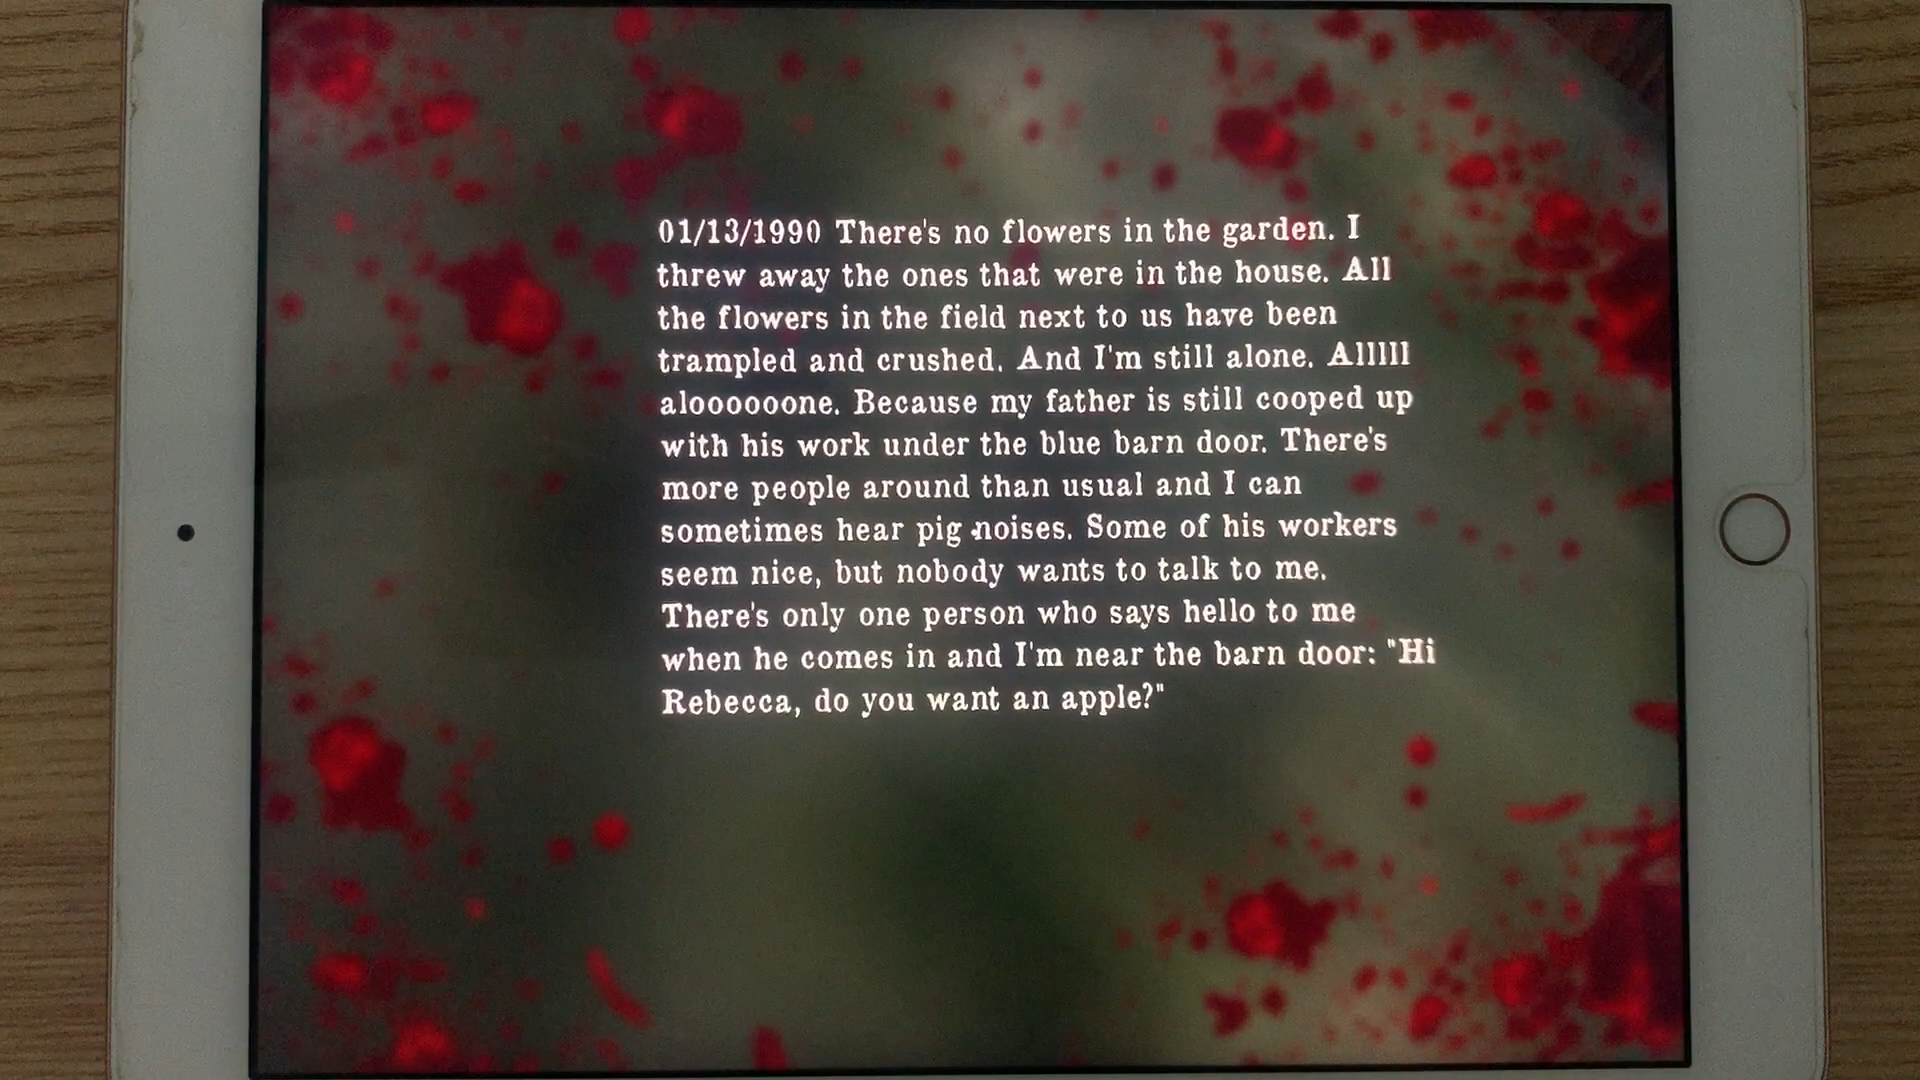 01/13/1990 There's no flowers in the garden. I
threw away the ones that were in the house. All
the flowers in the field next to us have been
trampled and crushed. And I'm still alone. Alllll
aloooooone. Because my father is still cooped up
with his work under the blue barn door. There's
more people around than usual and I can
sometimes hear pig noises. Some of his workers
seem nice, but nobody wants to talk to me.
There's only one person who says hello to me
when he comes in and I'm near the barn door: "Hi
Rebecca, do you want an apple?"